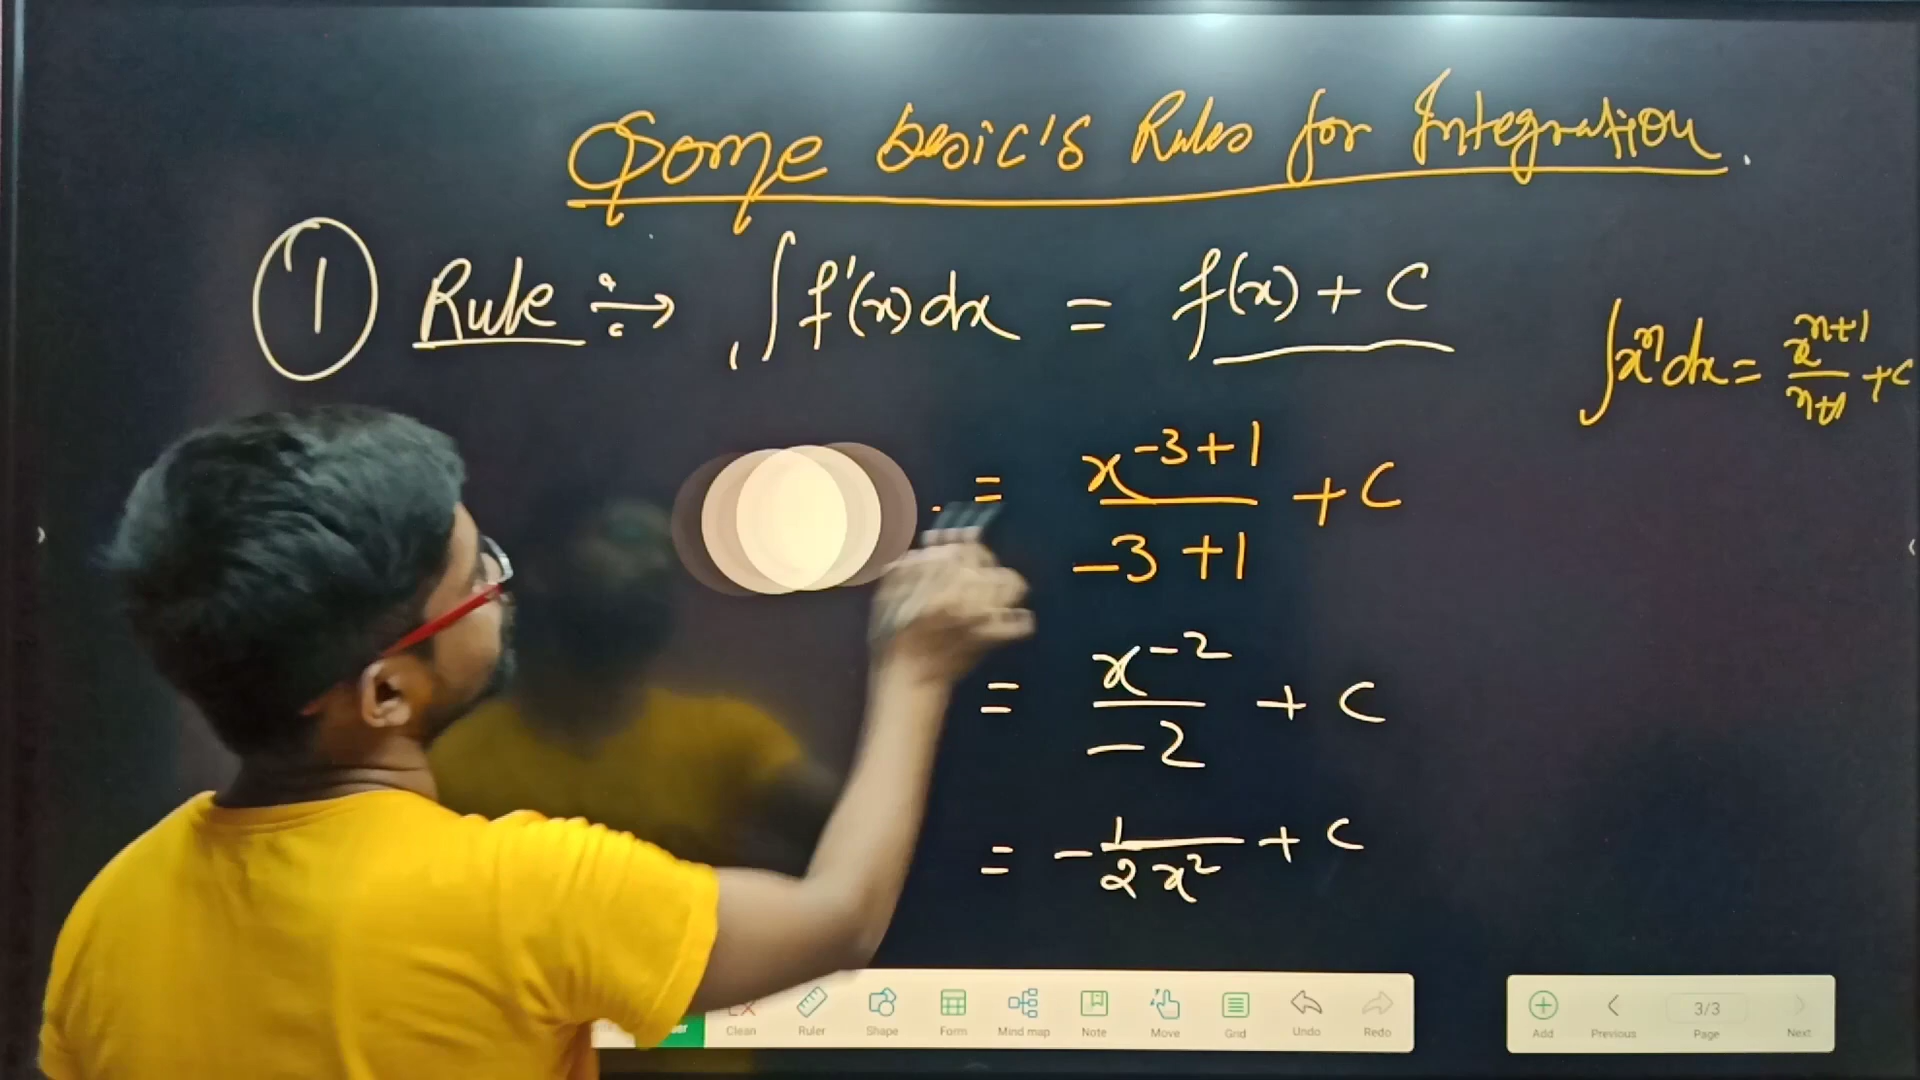 Some Basic's Rules for Integration.
① Rule ÷→ ∫f'(x)dx = f(x) + C
∫xⁿdx = xⁿ⁺¹/n+1 + C
= x⁻³⁺¹/-3+1 + C
= x⁻²/-2 + C
= -1/2x² + C
Clean Ruler Shape Form Mind map Note Move Grid Undo Redo
Add Previous 3/3 Page Next